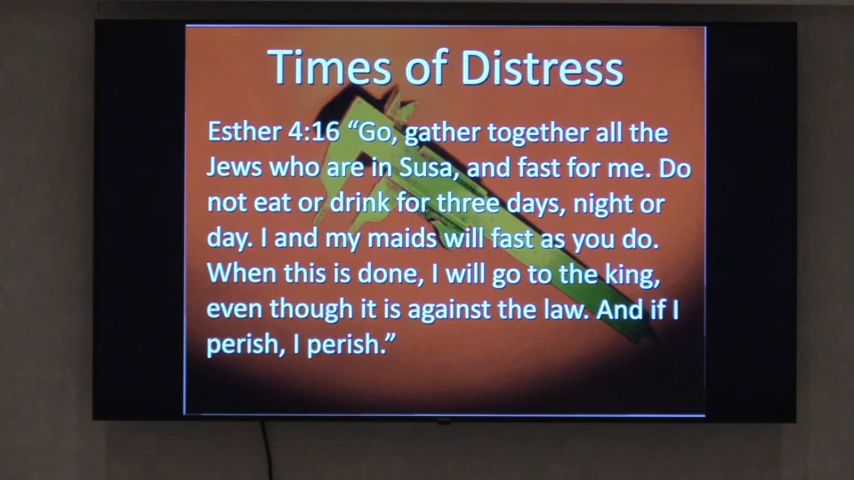 Times of Distress
Esther 4:16 “Go, gather together all the
Jews who are in Susa, and fast for me. Do
not eat or drink for three days, night or
day. I and my maids will fast as you do.
When this is done, I will go to the king,
even though it is against the law. And if I
perish, I perish.”